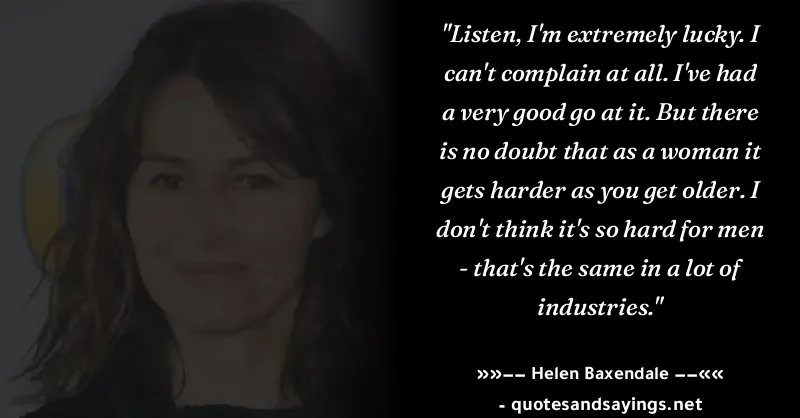 "Listen, I'm extremely lucky. I
can't complain at all. I've had
a very good go at it. But there
is no doubt that as a woman it
gets harder as you get older. I
don't think it's so hard for men
- that's the same in a lot of
industries."
»»−− Helen Baxendale −−««
- quotesandsayings.net